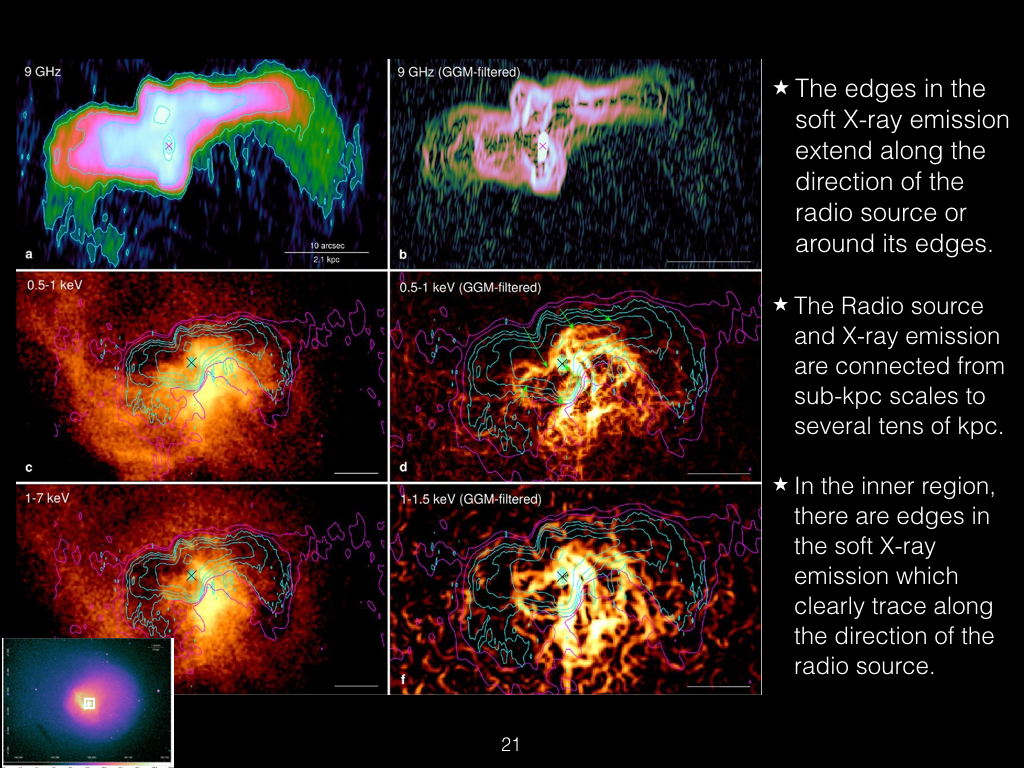 9 GHz
10 arcsec
2.1 kpc
a
9 GHz (GGM-filtered)
b
0.5-1 keV
c
0.5-1 keV (GGM-filtered)
d
1-7 keV
1-1.5 keV (GGM-filtered)
f
★ The edges in the
soft X-ray emission
extend along the
direction of the
radio source or
around its edges.
★ The Radio source
and X-ray emission
are connected from
sub-kpc scales to
several tens of kpc.
★ In the inner region,
there are edges in
the soft X-ray
emission which
clearly trace along
the direction of the
radio source.
21